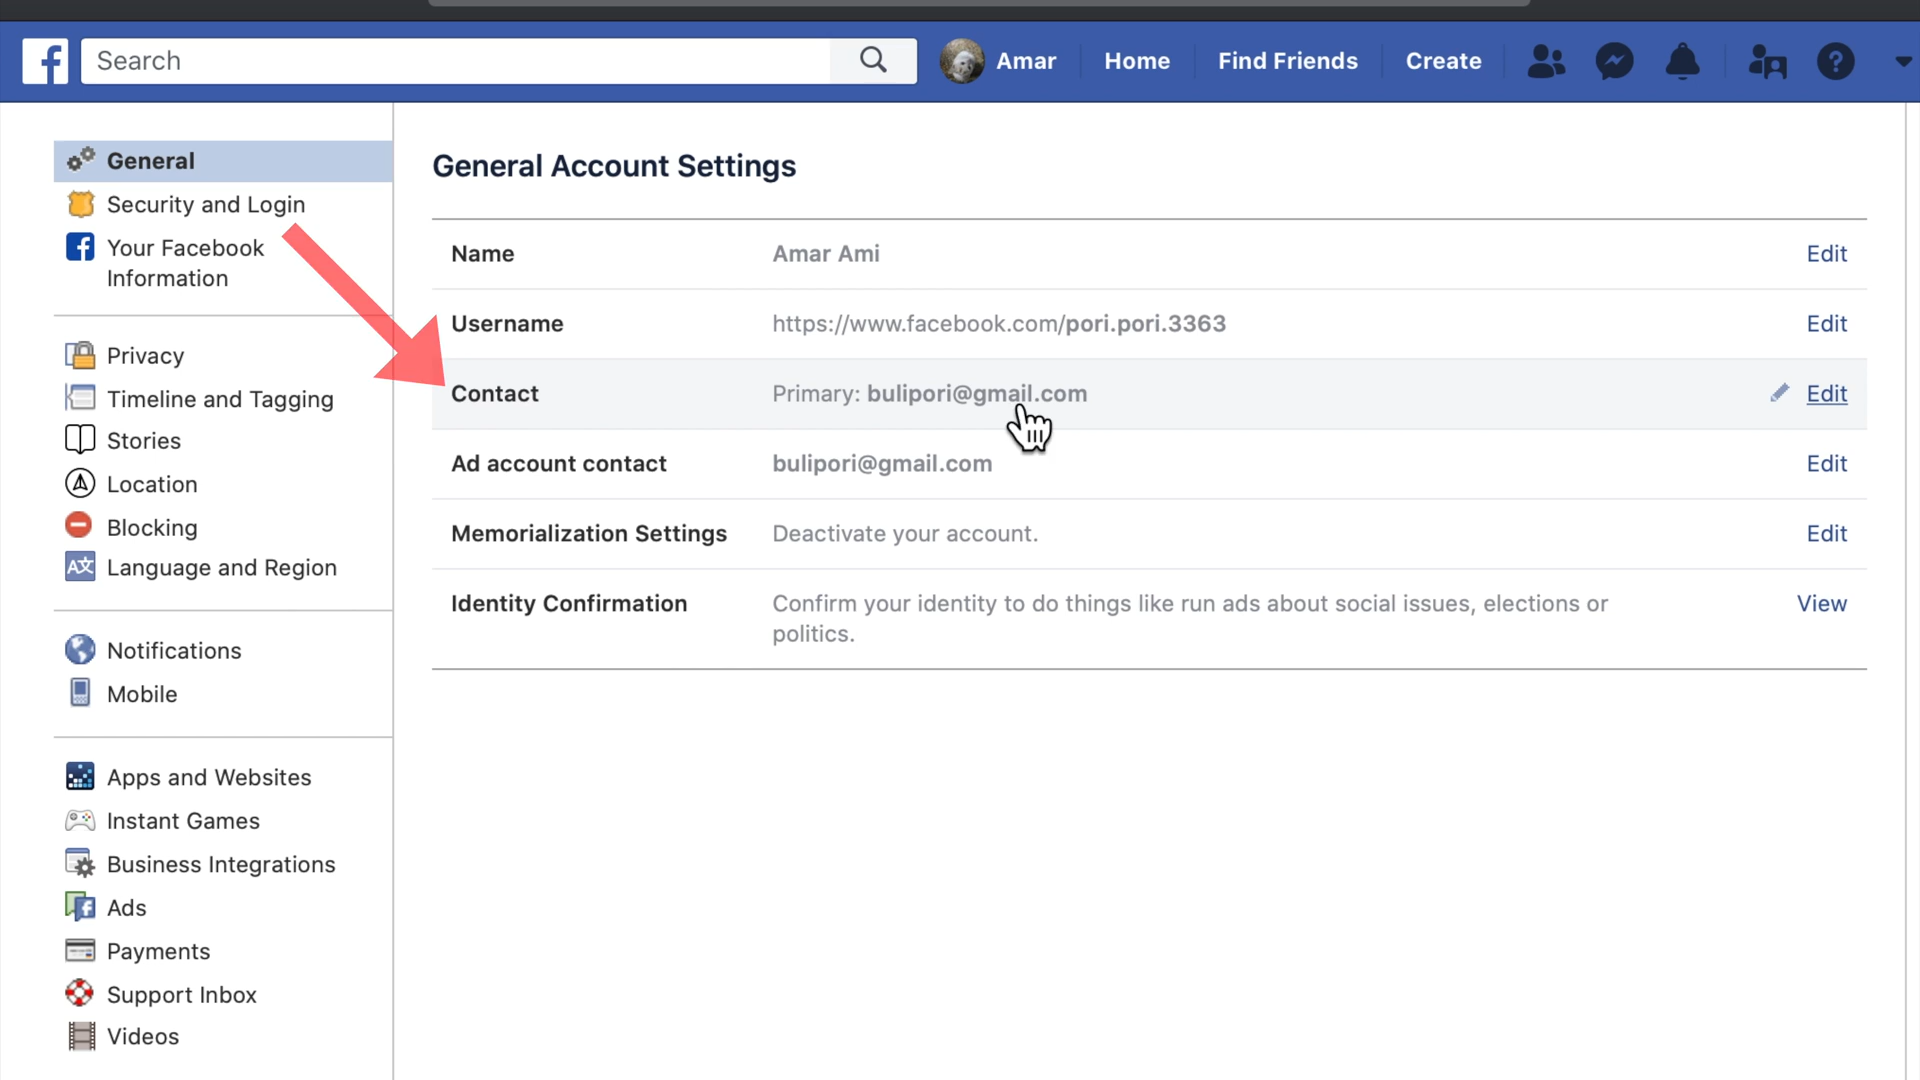 Search
Amar
Home
Find Friends
Create
General
Security and Login
Your Facebook
Information
Privacy
Timeline and Tagging
Stories
Location
Blocking
Language and Region
Notifications
Mobile
Apps and Websites
Instant Games
Business Integrations
Ads
Payments
Support Inbox
Videos
General Account Settings
Name Amar Ami Edit
Username https://www.facebook.com/pori.pori.3363 Edit
Contact Primary: bulipori@gmail.com Edit
Ad account contact bulipori@gmail.com Edit
Memorialization Settings Deactivate your account. Edit
Identity Confirmation Confirm your identity to do things like run ads about social issues, elections or View
politics.